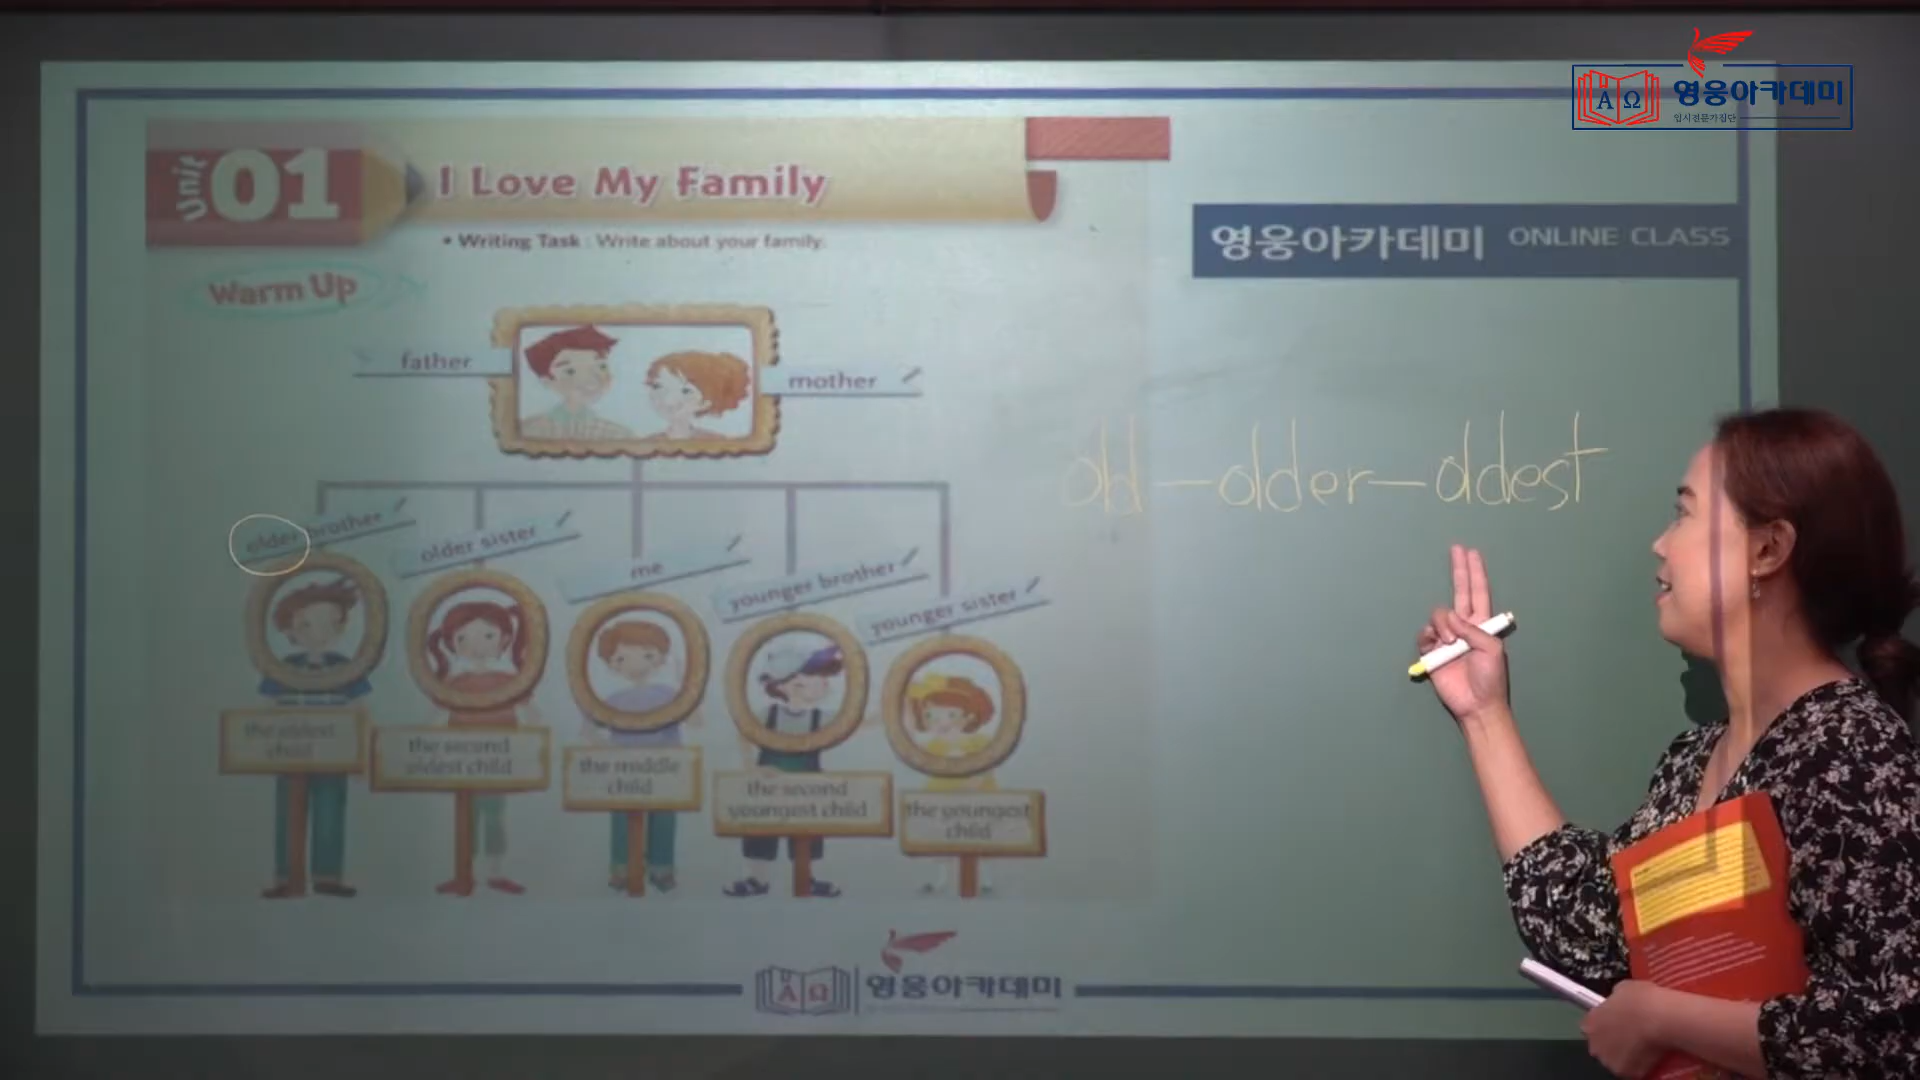 영웅아카데미
입시전문가집단
Unit 01
I Love My Family
• Writing Task : Write about your family.
영웅아카데미 ONLINE CLASS
Warm Up
father
mother
old - older - oldest
older brother
older sister
me
younger brother
younger sister
the oldest
child
the second
oldest child
the middle
child
the second
youngest child
the youngest
child
영웅아카데미